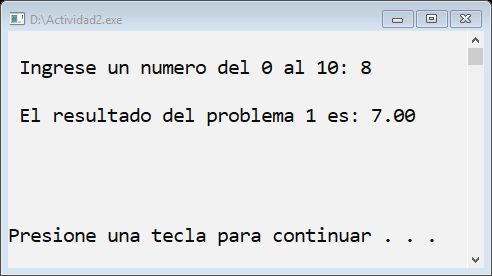 D:\Actividad2.exe
Ingrese un numero del 0 al 10: 8
El resultado del problema 1 es: 7.00
Presione una tecla para continuar . . .